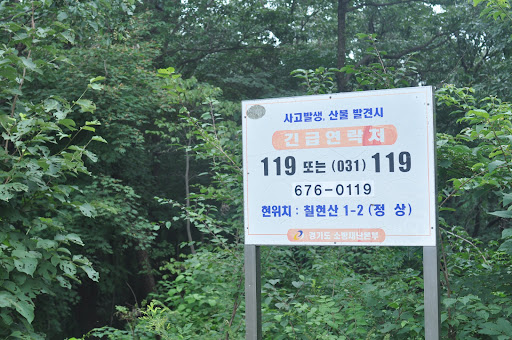 사고발생, 산불 발견시
긴급연락처
119 또는 (031) 119
676-0119
현위치 : 칠현산 1-2 (정 상)
경기도 소방재난본부